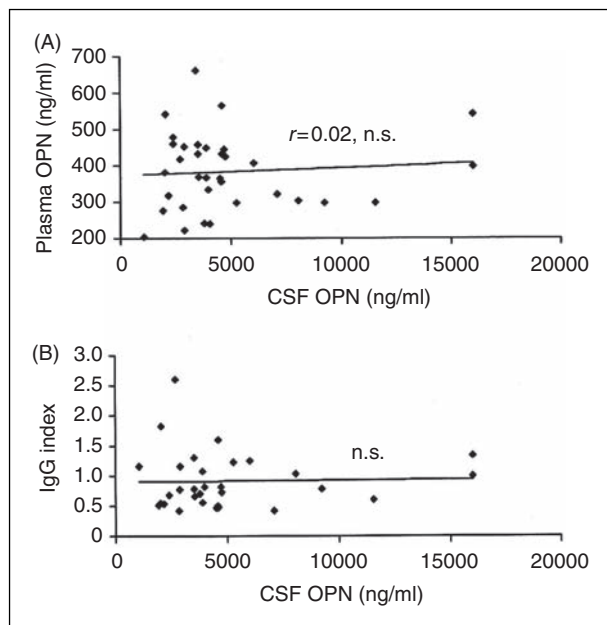 (A)
700
600
500
400
300
200
Plasma OPN (ng/ml)
r=0.02, n.s.
0 5000 10000 15000 20000
CSF OPN (ng/ml)
(B)
3.0
2.5
2.0
1.5
1.0
0.5
0
IgG index
n.s.
0 5000 10000 15000 20000
CSF OPN (ng/ml)